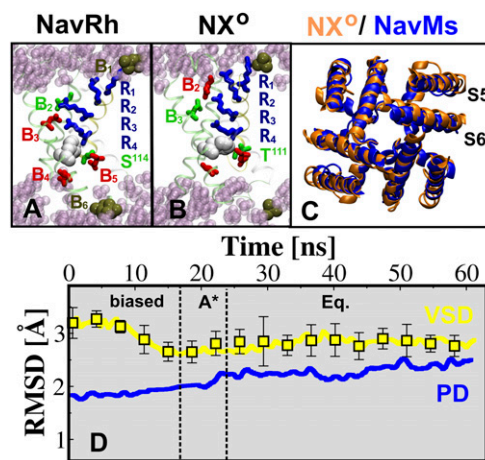 NavRh NX° NX°/ NavMs
B₁ B₂ B₃ B₄ B₅ B₆ R₁ R₂ R₃ R₄ S¹¹⁴ A
B₂ B₃ R₁ R₂ R₃ R₄ T¹¹¹ B
S5
S6
C
Time [ns]
0 10 20 30 40 50 60
biased A* Eq.
VSD
PD
RMSD [Å]
3
2
1
D